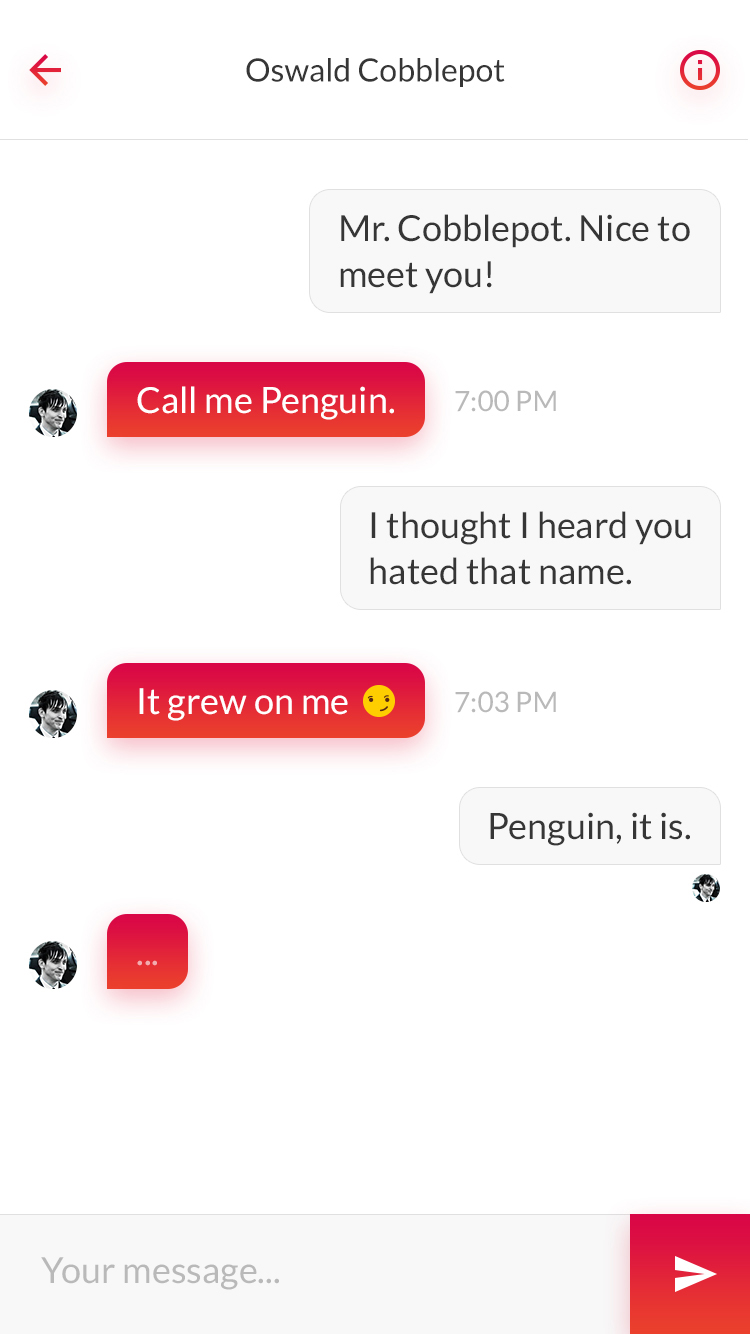 Oswald Cobblepot
Mr. Cobblepot. Nice to
meet you!
Call me Penguin.
7:00 PM
I thought I heard you
hated that name.
It grew on me 😏
7:03 PM
Penguin, it is.
...
Your message...